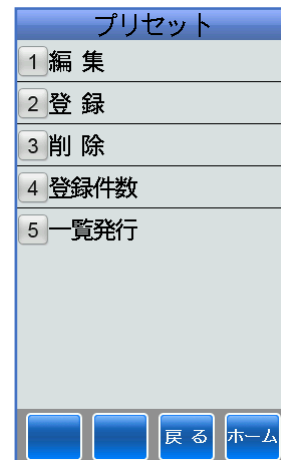 プリセット
1 編 集
2 登 録
3 削 除
4 登録件数
5 一覧発行
戻 る ホーム